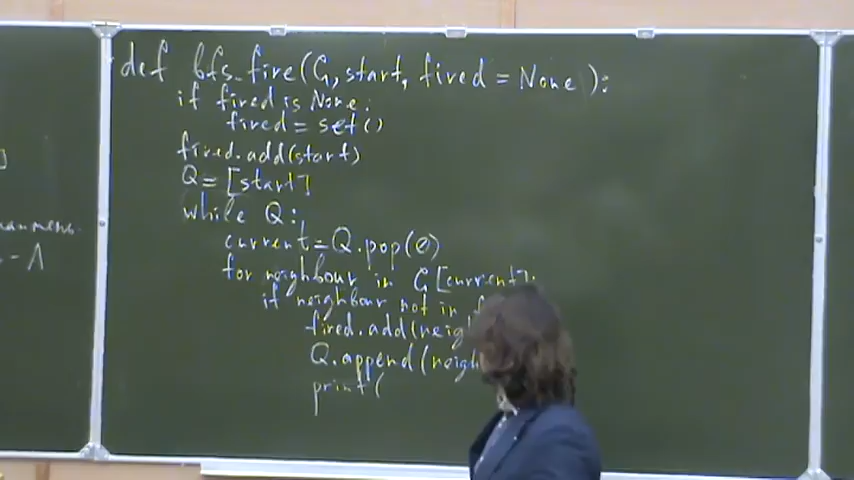 def bfs_fire(G, start, fired = None):
if fired is None:
fired = set()
fired.add(start)
Q = [start]
while Q:
current = Q.pop(0)
for neighbour in G[current]:
if neighbour not in
fired.add(neigh
Q.append(neigh
print(
]
- A